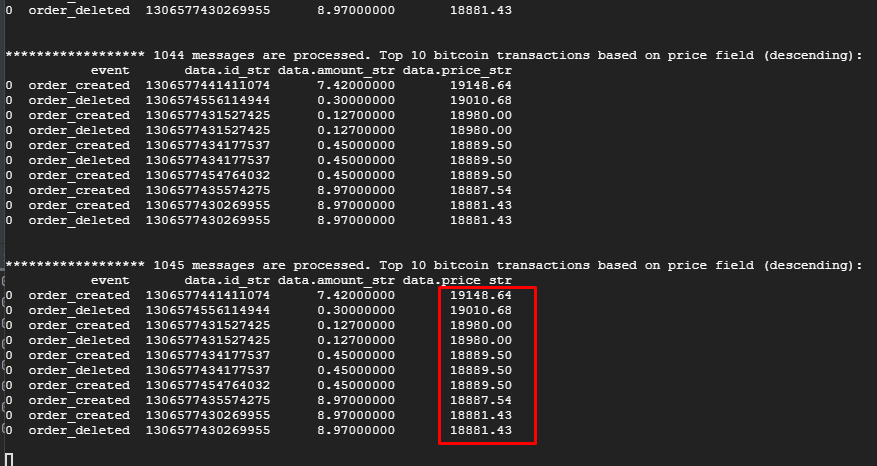 0 order_deleted 1306577430269955 8.97000000 18881.43
****************** 1044 messages are processed. Top 10 bitcoin transactions based on price field (descending):
event data.id_str data.amount_str data.price_str
0 order_created 1306577441411074 7.42000000 19148.64
0 order_deleted 1306574556114944 0.30000000 19010.68
0 order_created 1306577431527425 0.12700000 18980.00
0 order_deleted 1306577431527425 0.12700000 18980.00
0 order_created 1306577434177537 0.45000000 18889.50
0 order_deleted 1306577434177537 0.45000000 18889.50
0 order_created 1306577454764032 0.45000000 18889.50
0 order_created 1306577435574275 8.97000000 18887.54
0 order_created 1306577430269955 8.97000000 18881.43
0 order_deleted 1306577430269955 8.97000000 18881.43
****************** 1045 messages are processed. Top 10 bitcoin transactions based on price field (descending):
event data.id_str data.amount_str data.price_str
0 order_created 1306577441411074 7.42000000 19148.64
0 order_deleted 1306574556114944 0.30000000 19010.68
0 order_created 1306577431527425 0.12700000 18980.00
0 order_deleted 1306577431527425 0.12700000 18980.00
0 order_created 1306577434177537 0.45000000 18889.50
0 order_deleted 1306577434177537 0.45000000 18889.50
0 order_created 1306577454764032 0.45000000 18889.50
0 order_created 1306577435574275 8.97000000 18887.54
0 order_created 1306577430269955 8.97000000 18881.43
0 order_deleted 1306577430269955 8.97000000 18881.43